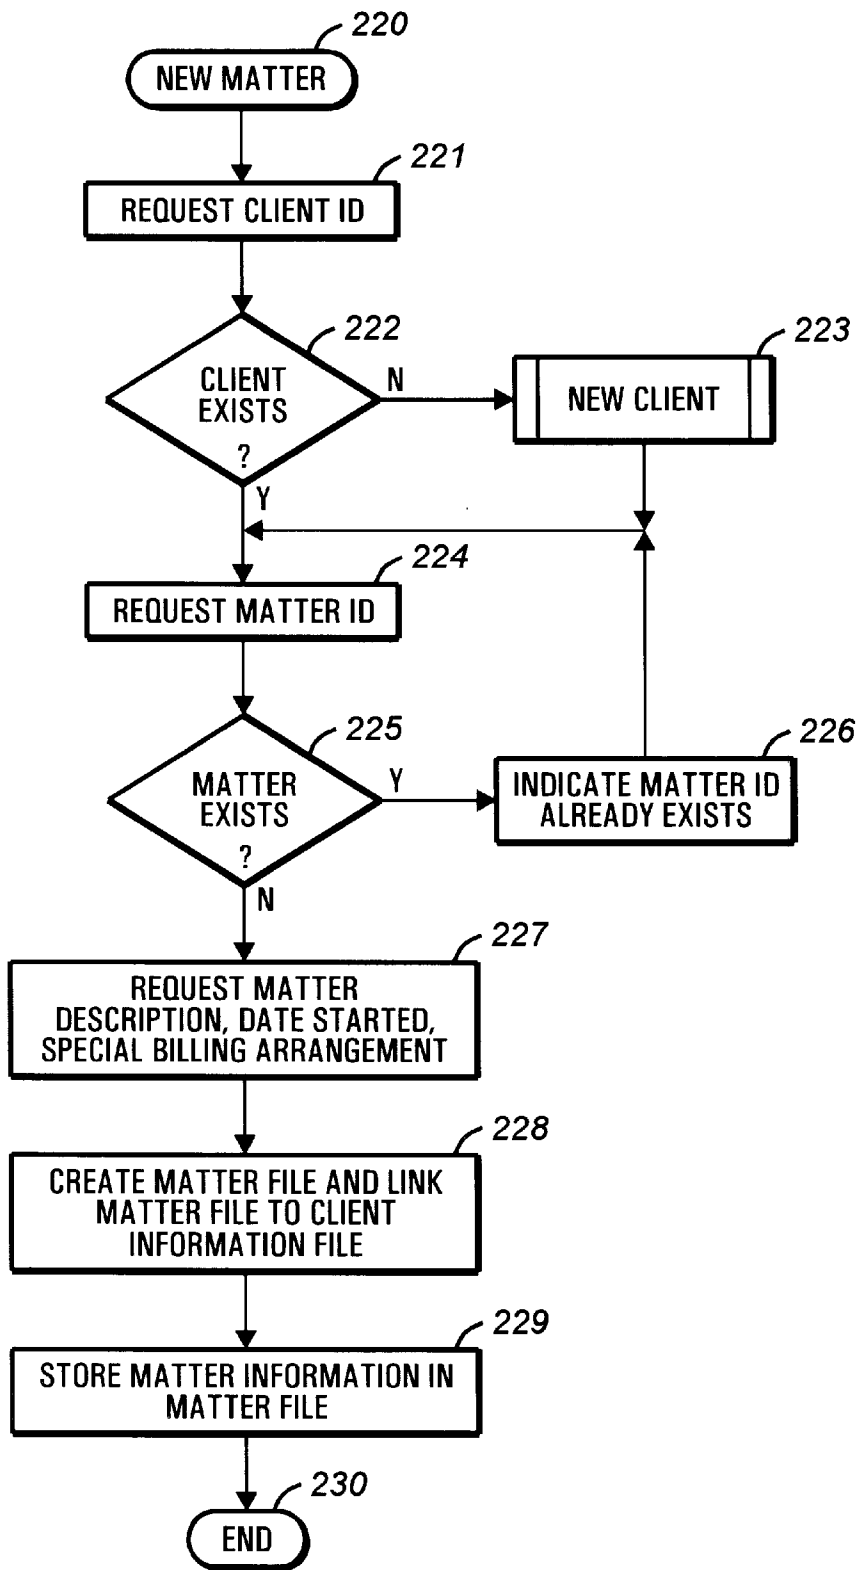 220
NEW MATTER
221
REQUEST CLIENT ID
222
CLIENT
EXISTS
?
N
223
NEW CLIENT
Y
224
REQUEST MATTER ID
225
MATTER
EXISTS
?
Y
226
INDICATE MATTER ID
ALREADY EXISTS
N
227
REQUEST MATTER
DESCRIPTION, DATE STARTED,
SPECIAL BILLING ARRANGEMENT
228
CREATE MATTER FILE AND LINK
MATTER FILE TO CLIENT
INFORMATION FILE
229
STORE MATTER INFORMATION IN
MATTER FILE
230
END